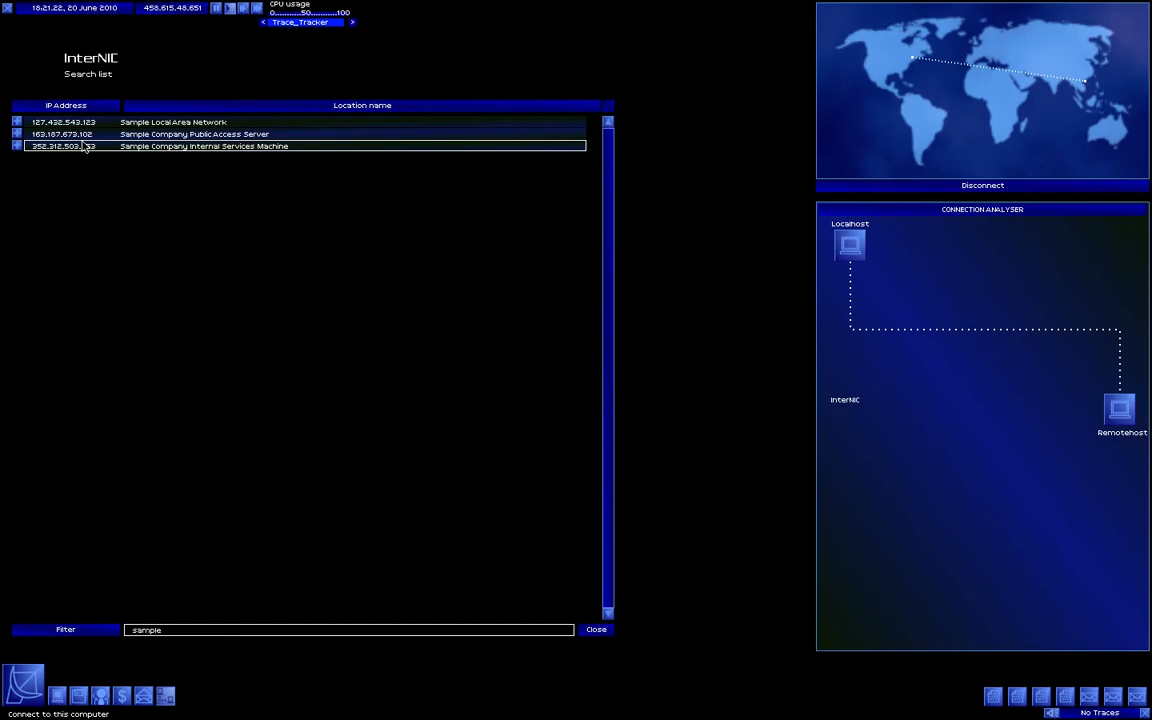 18:21.22, 20 June 2010
458.615.48.651
CPU usage
0............50............100
< Trace_Tracker >
InterNIC
Search list
IP Address
Location name
127.432.543.123 Sample Local Area Network
163.187.673.102 Sample Company Public Access Server
Sample Company Internal Services Machine
Filter
sample
Close
Disconnect
CONNECTION ANALYSER
Localhost
InterNIC
Remotehost
Connect to this computer
No Traces